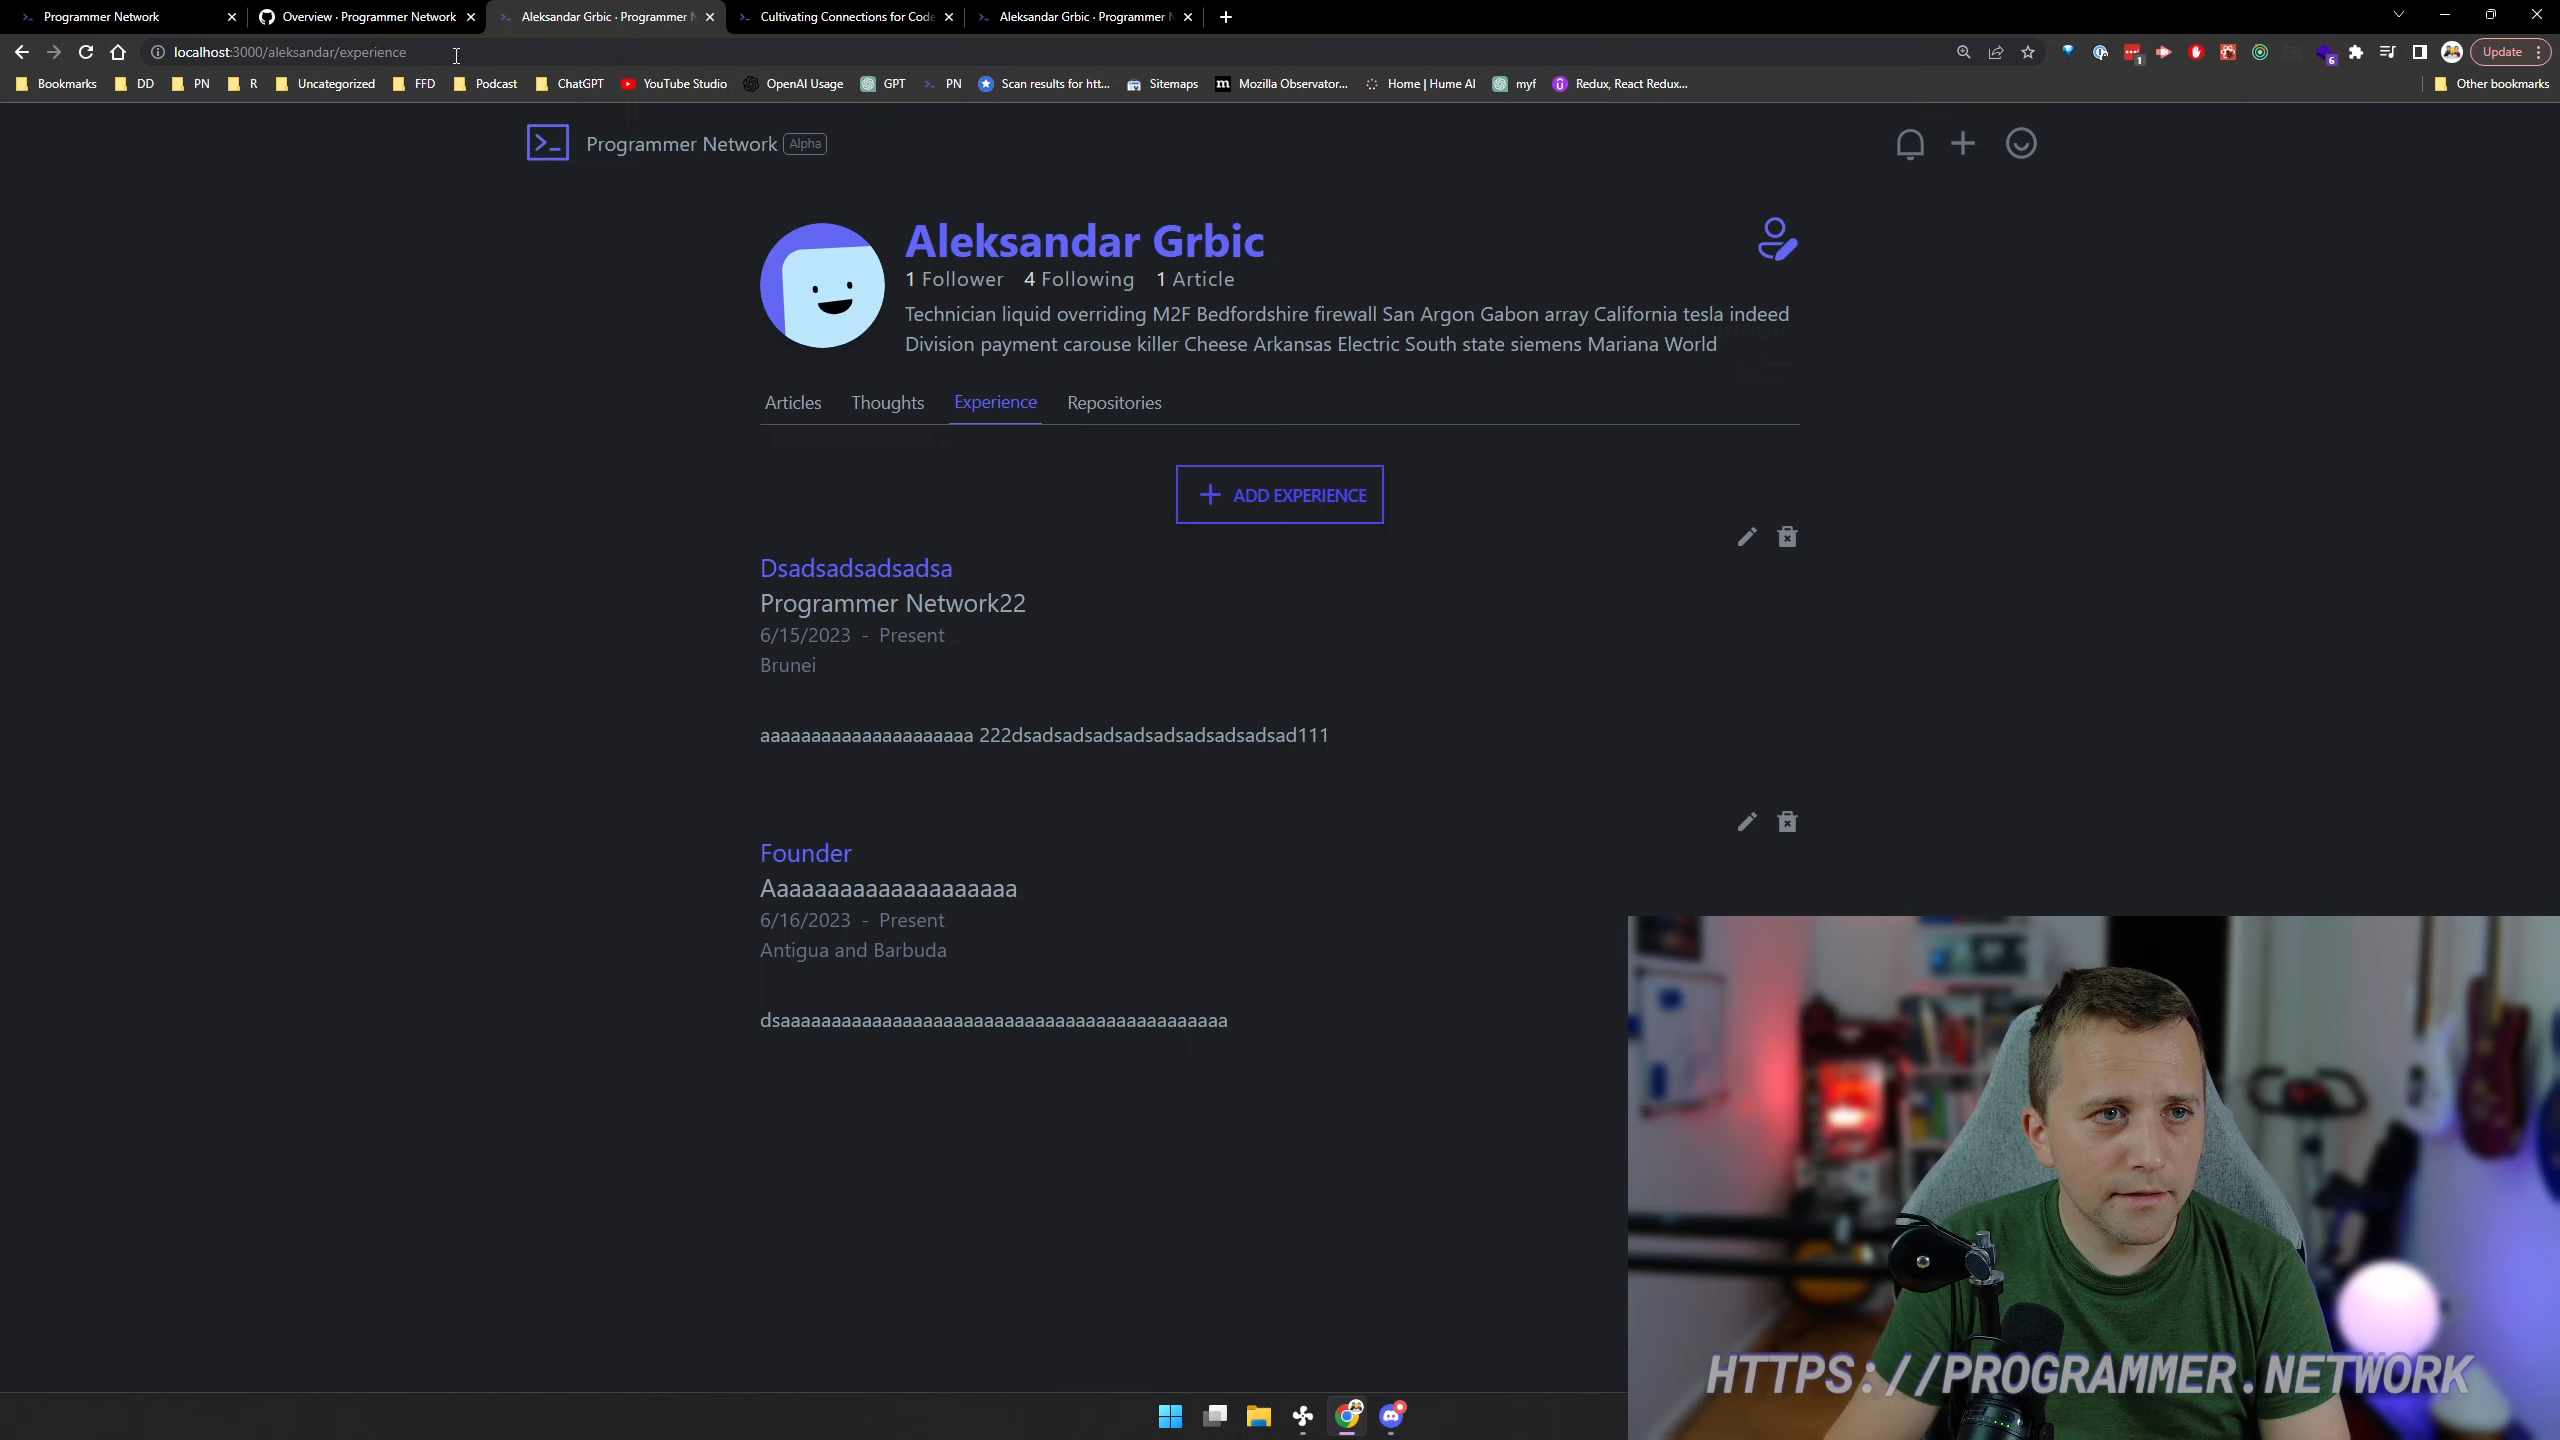 Programmer Network
Overview · Programmer Network
Aleksandar Grbic · Programmer N
Cultivating Connections for Code
Aleksandar Grbic · Programmer N
localhost:3000/aleksandar/experience
1
6
Update
Bookmarks
DD
PN
R
Uncategorized
FFD
Podcast
ChatGPT
YouTube Studio
OpenAI Usage
GPT
PN
Scan results for htt...
Sitemaps
m
Mozilla Observator...
Home | Hume AI
myf
Redux, React Redux...
Other bookmarks
Programmer Network Alpha
Aleksandar Grbic
1 Follower 4 Following 1 Article
Technician liquid overriding M2F Bedfordshire firewall San Argon Gabon array California tesla indeed
Division payment carouse killer Cheese Arkansas Electric South state siemens Mariana World
Articles Thoughts Experience Repositories
ADD EXPERIENCE
Dsadsadsadsadsa
Programmer Network22
6/15/2023 - Present
Brunei
aaaaaaaaaaaaaaaaaaaaa 222dsadsadsadsadsadsadsadsadsad111
Founder
Aaaaaaaaaaaaaaaaaaaa
6/16/2023 - Present
Antigua and Barbuda
dsaaaaaaaaaaaaaaaaaaaaaaaaaaaaaaaaaaaaaaaaaaa
HTTPS://PROGRAMMER.NETWORK